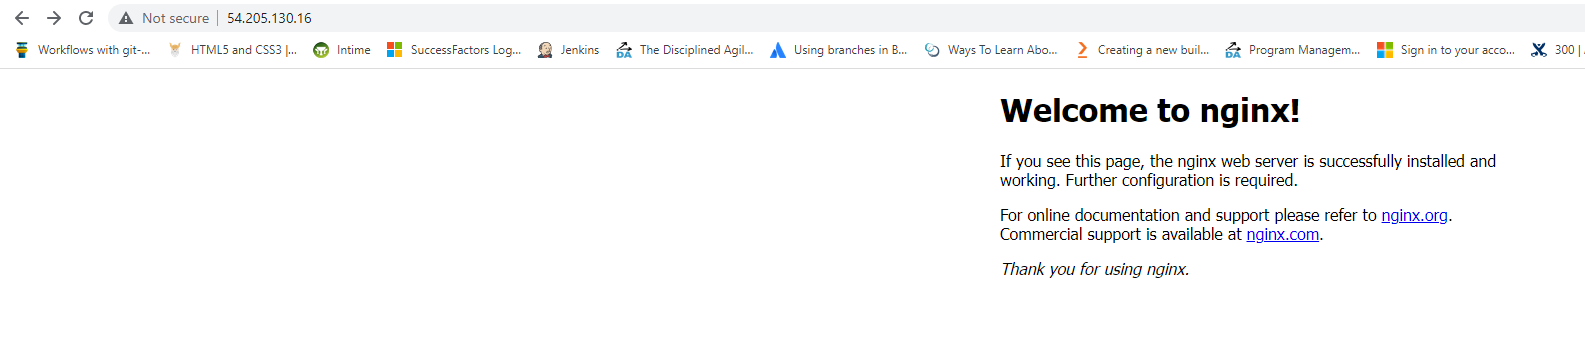 Not secure | 54.205.130.16
Workflows with git-... HTML5 and CSS3 |... Intime SuccessFactors Log... Jenkins The Disciplined Agil... Using branches in B... Ways To Learn Abo... Creating a new buil... Program Managem... Sign in to your acco... 300 |
Welcome to nginx!
If you see this page, the nginx web server is successfully installed and
working. Further configuration is required.
For online documentation and support please refer to nginx.org.
Commercial support is available at nginx.com.
Thank you for using nginx.